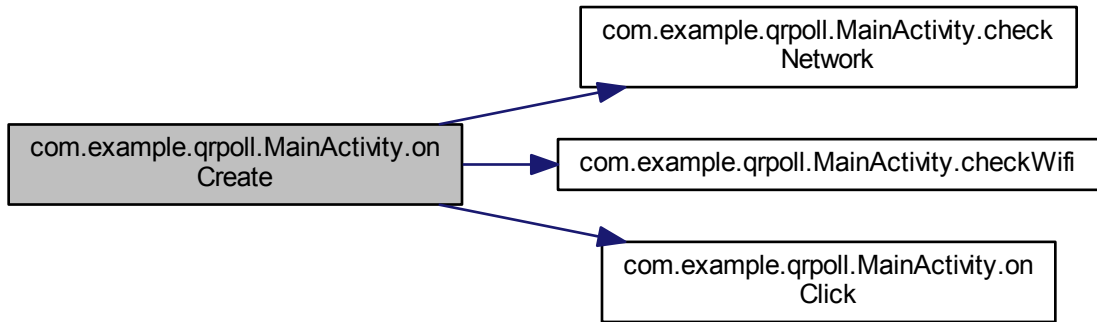 com.example.qrpoll.MainActivity.check
Network
com.example.qrpoll.MainActivity.on
Create
com.example.qrpoll.MainActivity.checkWifi
com.example.qrpoll.MainActivity.on
Click